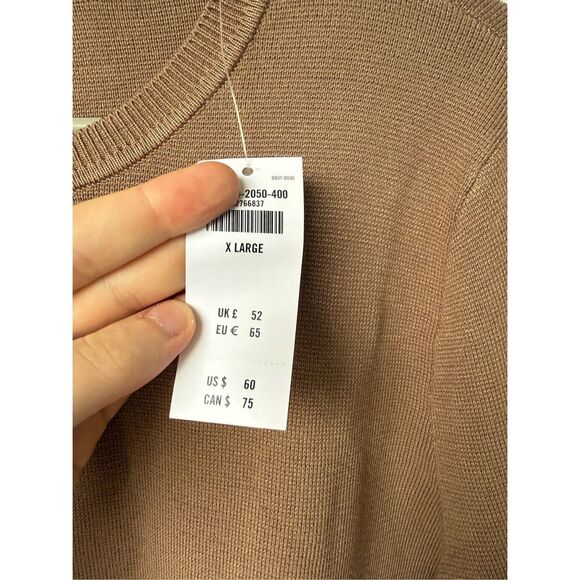 5937-0030
-2050-400
2766837
X LARGE
UK £ 52
EU € 65
US $ 60
CAN $ 75